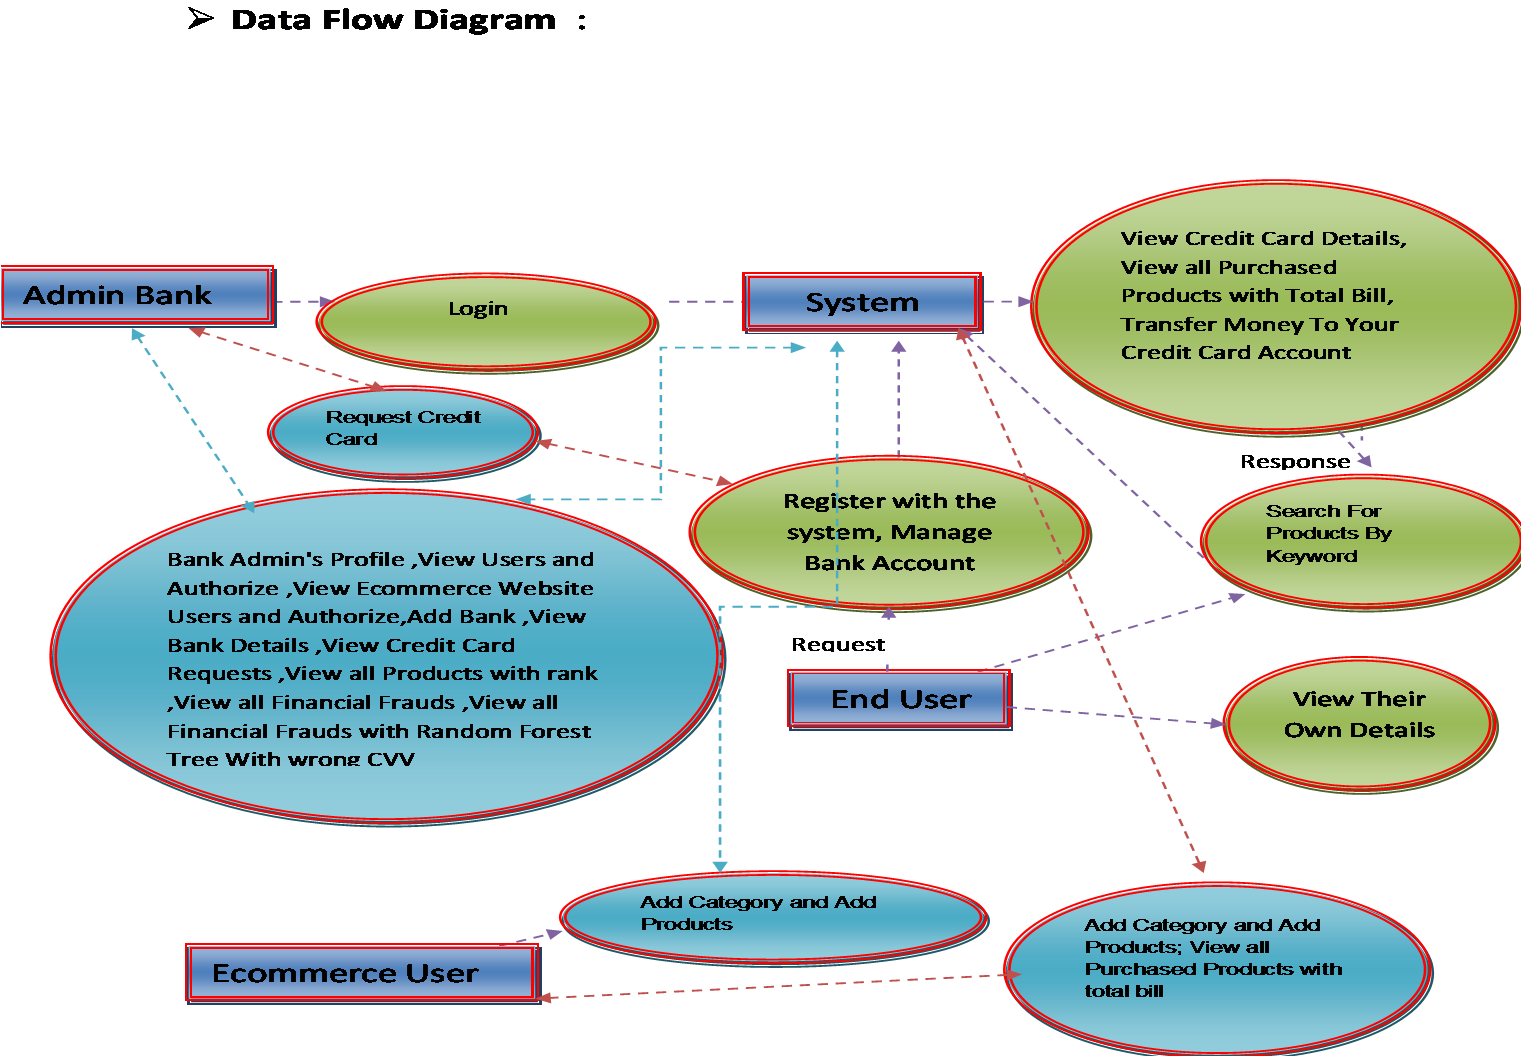 ➢ Data Flow Diagram :
Admin Bank
Login
System
View Credit Card Details,
View all Purchased
Products with Total Bill,
Transfer Money To Your
Credit Card Account
Request Credit
Card
Response
Register with the
system, Manage
Bank Account
Search For
Products By
Keyword
Bank Admin's Profile ,View Users and
Authorize ,View Ecommerce Website
Users and Authorize,Add Bank ,View
Bank Details ,View Credit Card
Requests ,View all Products with rank
,View all Financial Frauds ,View all
Financial Frauds with Random Forest
Tree With wrong CVV
Request
End User
View Their
Own Details
Add Category and Add
Products
Ecommerce User
Add Category and Add
Products; View all
Purchased Products with
total bill